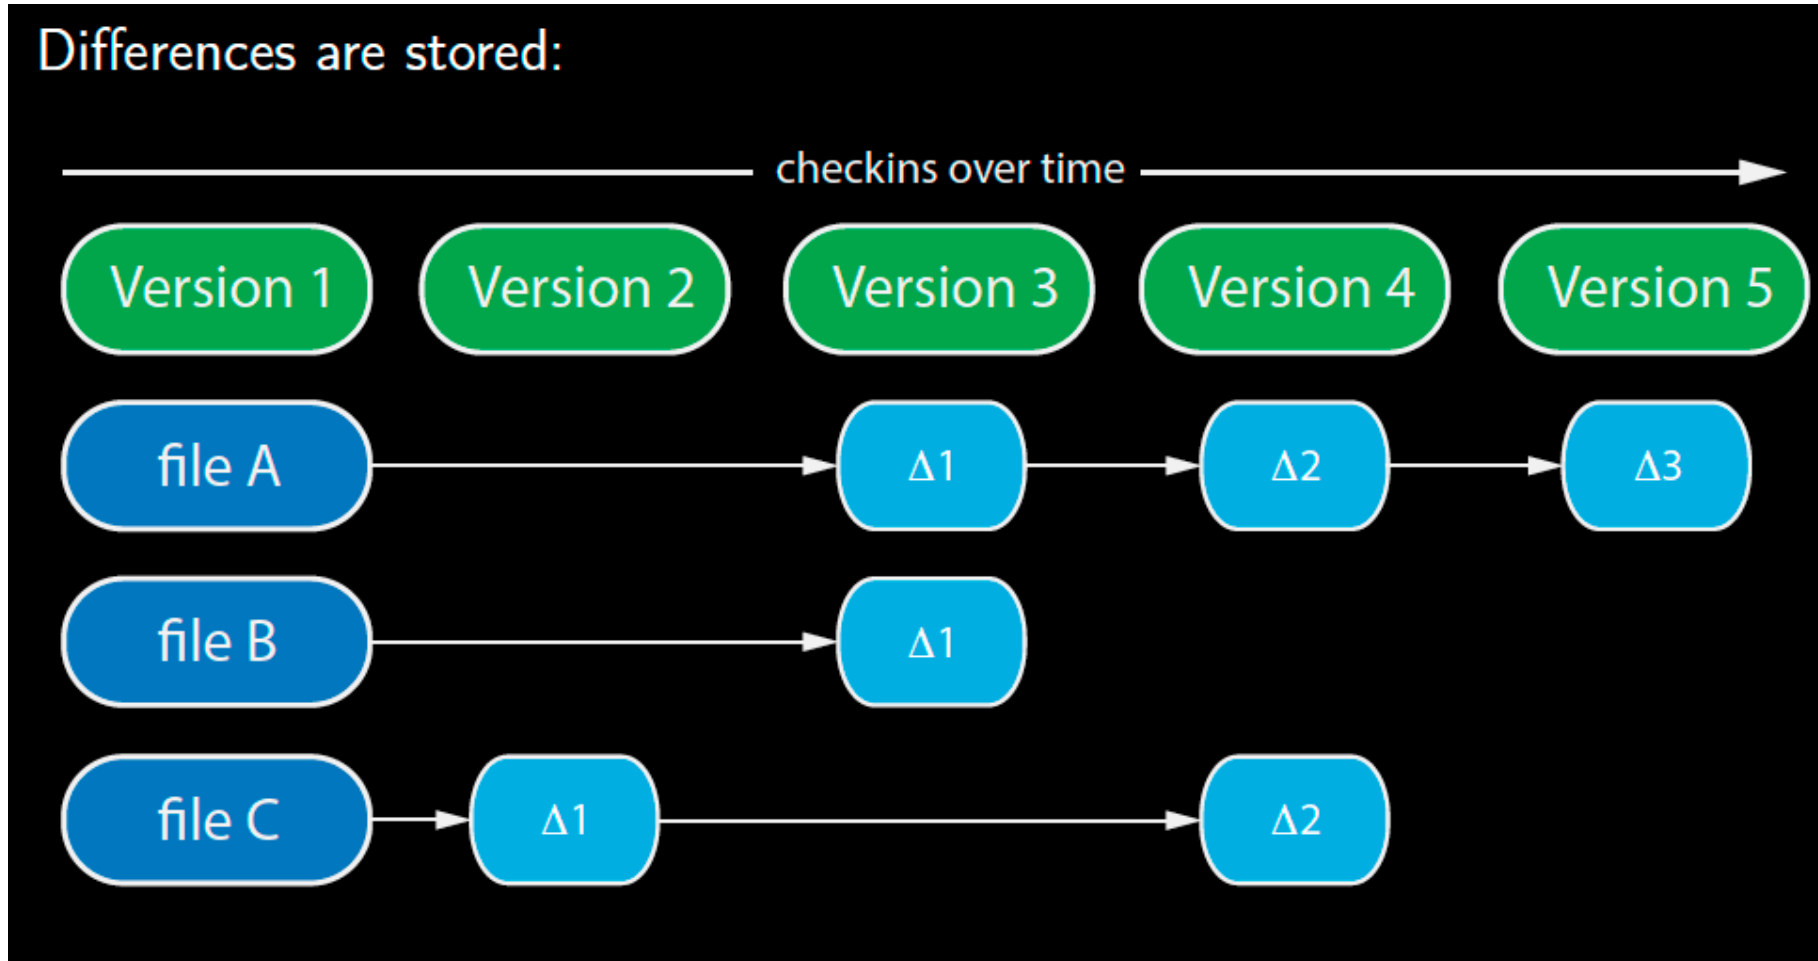 Differences are stored:
checkins over time
Version 1 Version 2 Version 3 Version 4 Version 5
file A Δ1 Δ2 Δ3
file B Δ1
file C Δ1 Δ2